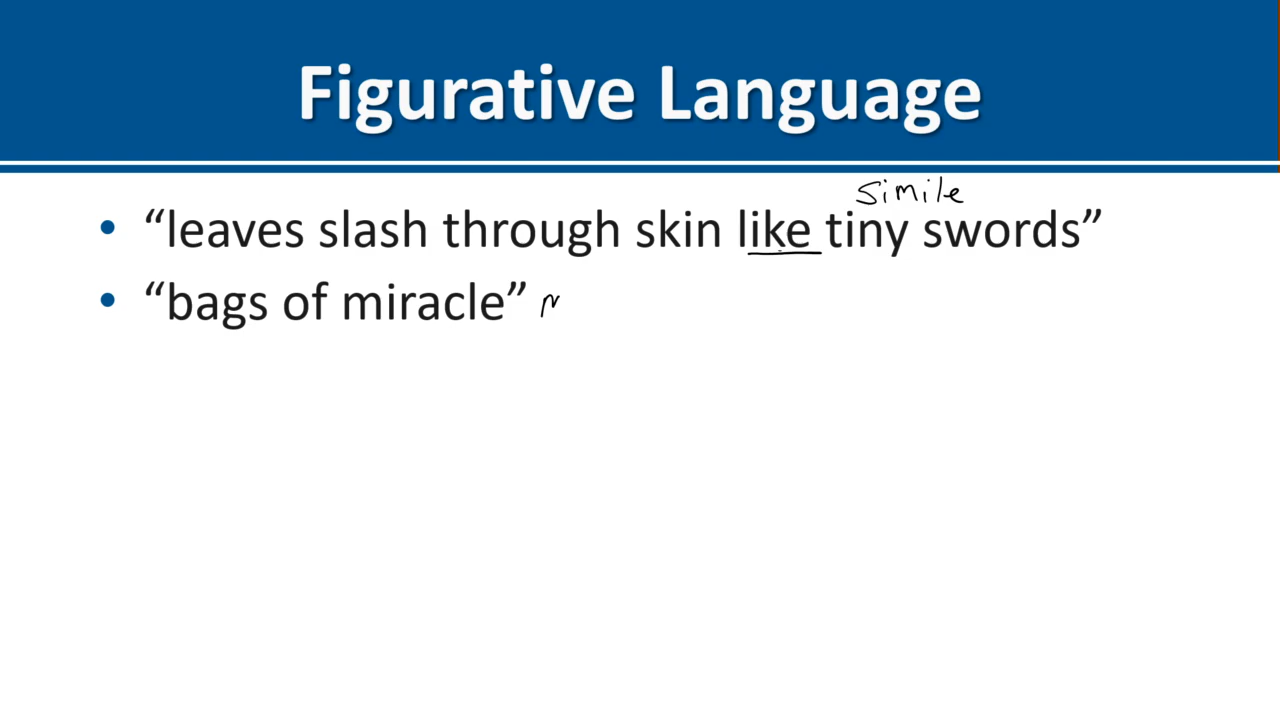 Figurative Language
simile
• “leaves slash through skin like tiny swords”
• “bags of miracle”